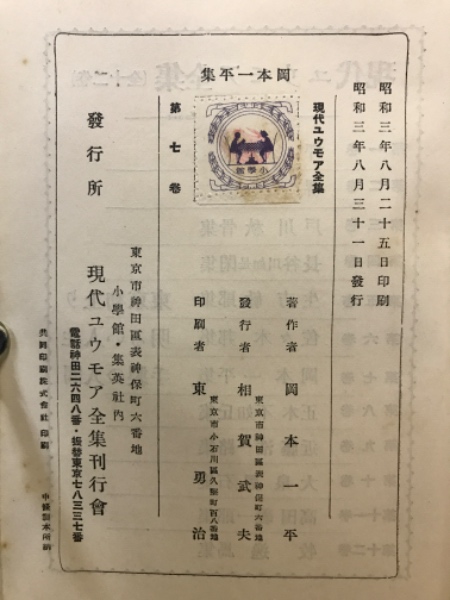 昭和三年八月二十五日印刷
昭和三年八月三十一日發行
現代ユウモア全集
岡本一平集
第七卷
小學館
著作者 岡本一平
東京市神田區表神保町六番地
發行者 相賀武夫
東京市小石川區久堅町百八番地
印刷者 東勇治
發行所
東京市神田區表神保町六番地
小學館・集英社内
現代ユウモア全集刊行會
電話神田二六四八番・振替東京七八三三七番
共同印刷株式會社 印刷